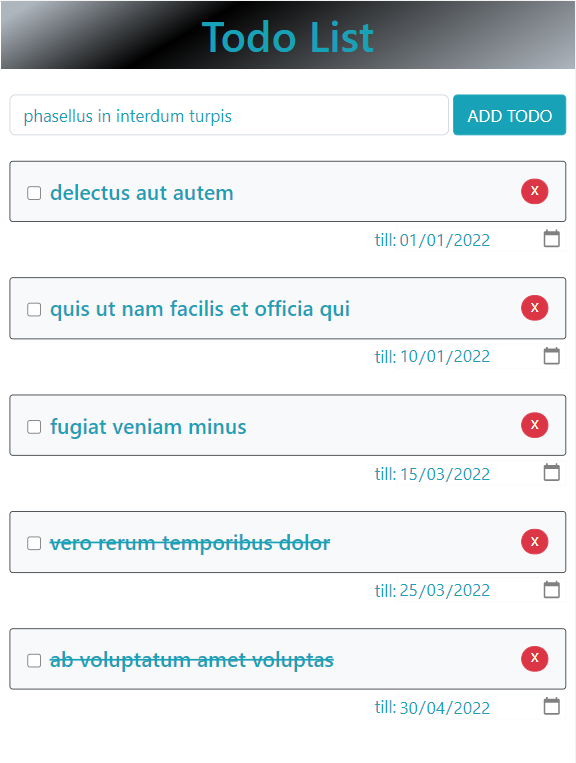 Todo List
phasellus in interdum turpis
ADD TODO
delectus aut autem
X
till: 01/01/2022
quis ut nam facilis et officia qui
X
till: 10/01/2022
fugiat veniam minus
X
till: 15/03/2022
vero rerum temporibus dolor
X
till: 25/03/2022
ab voluptatum amet voluptas
X
till: 30/04/2022